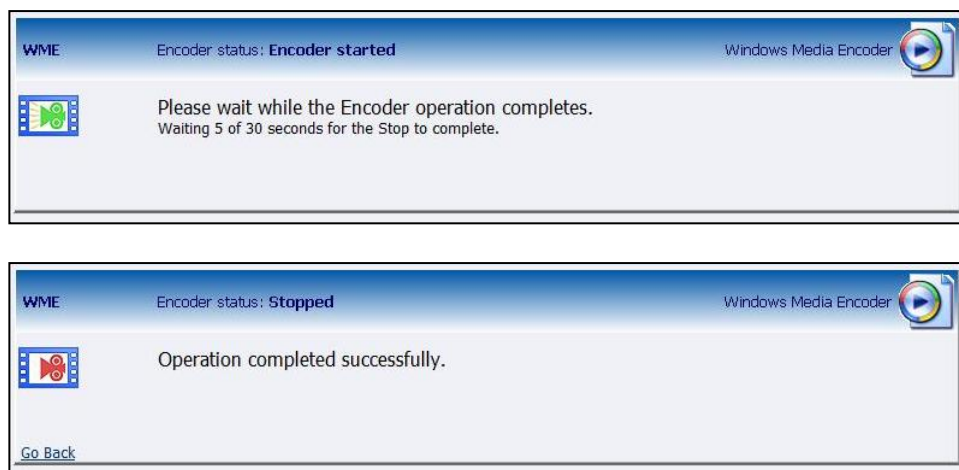 WME Encoder status: Encoder started Windows Media Encoder
Please wait while the Encoder operation completes.
Waiting 5 of 30 seconds for the Stop to complete.
WME Encoder status: Stopped Windows Media Encoder
Operation completed successfully.
Go Back